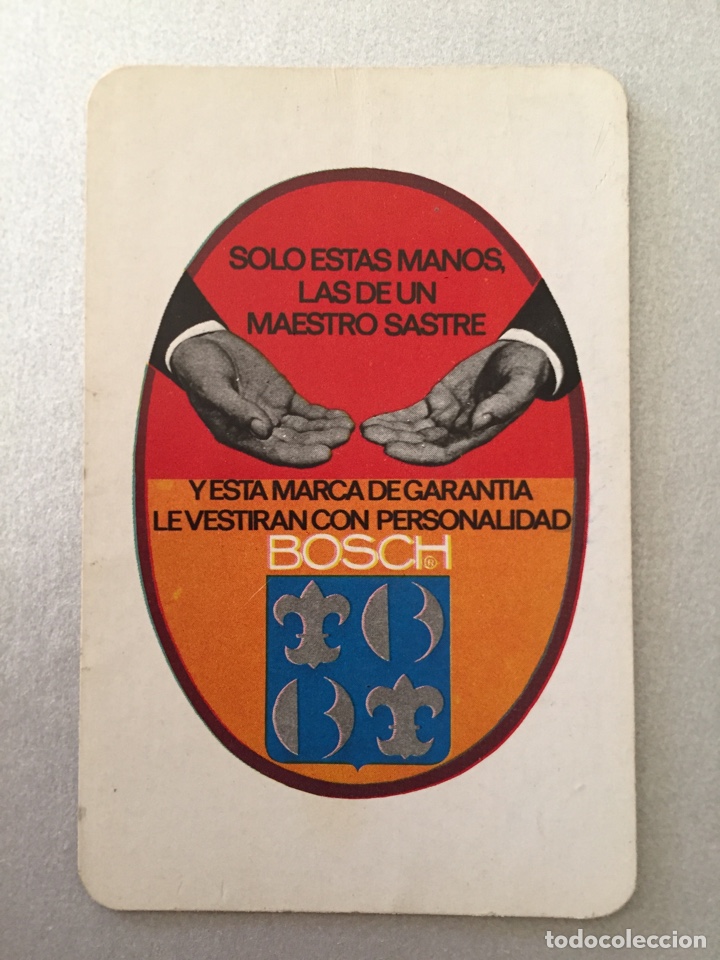 SOLO ESTAS MANOS,
LAS DE UN
MAESTRO SASTRE
Y ESTA MARCA DE GARANTIA
LE VESTIRAN CON PERSONALIDAD
BOSCH®
todocoleccion